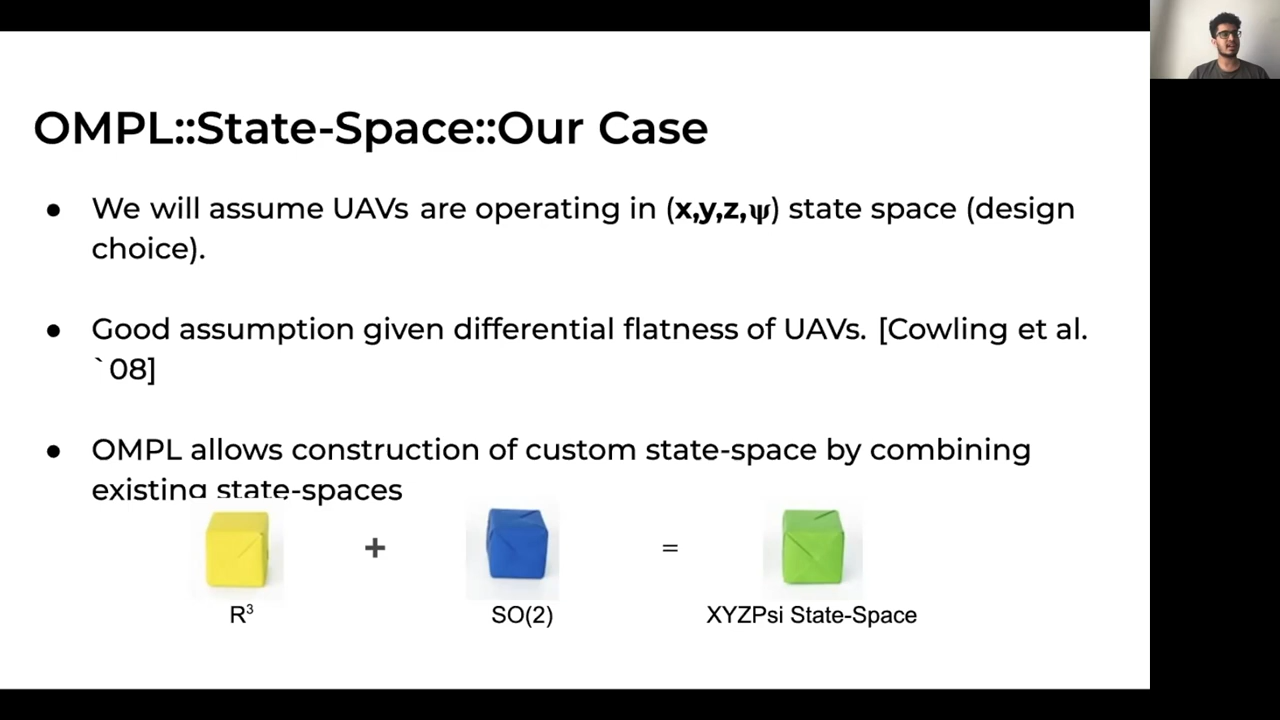 OMPL::State-Space::Our Case
● We will assume UAVs are operating in (x,y,z,ψ) state space (design
choice).
● Good assumption given differential flatness of UAVs. [Cowling et al.
`08]
● OMPL allows construction of custom state-space by combining
existing state-spaces
+ =
R³ SO(2) XYZPsi State-Space